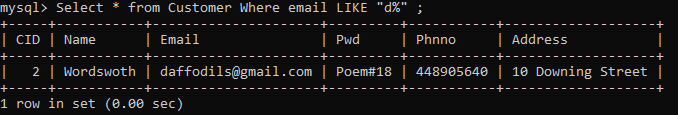 mysql> Select * from Customer Where email LIKE "d%" ;
+-----+-----------+---------------------+---------+-----------+-------------------+
| CID | Name      | Email               | Pwd     | Phnno     | Address           |
+-----+-----------+---------------------+---------+-----------+-------------------+
|   2 | Wordswoth | daffodils@gmail.com | Poem#18 | 448905640 | 10 Downing Street |
+-----+-----------+---------------------+---------+-----------+-------------------+
1 row in set (0.00 sec)